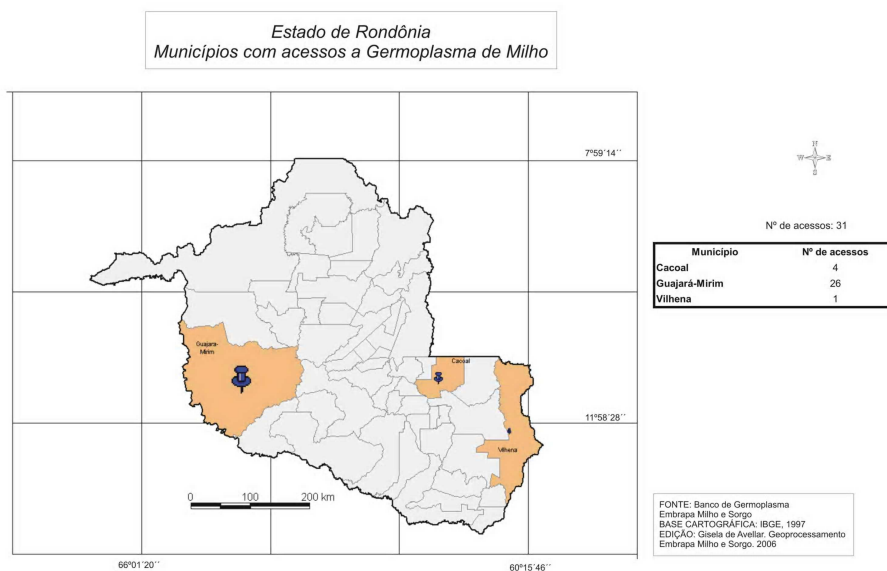 Estado de Rondônia
Municípios com acessos a Germoplasma de Milho
7º59´14´´
N
W E
S
Nº de acessos: 31
Município Nº de acessos
Cacoal 4
Guajará-Mirim 26
Vilhena 1
Guajara-
Mirim
Cacoal
11º58´28´´
Vilhena
0 100 200 km
FONTE: Banco de Germoplasma
Embrapa Milho e Sorgo
BASE CARTOGRÁFICA: IBGE, 1997
EDIÇÃO: Gisela de Avellar. Geoprocessamento
Embrapa Milho e Sorgo. 2006
66º01´20´´
60º15´46´´